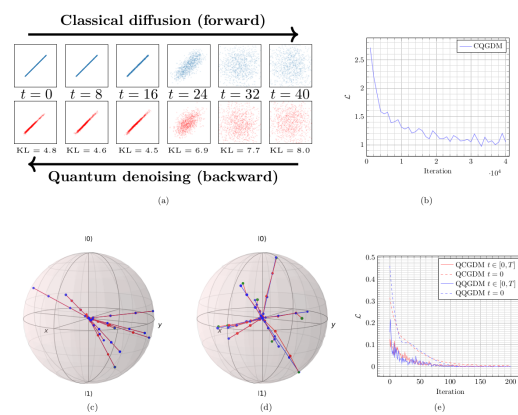 Classical diffusion (forward)
t = 0 t = 8 t = 16 t = 24 t = 32 t = 40
KL = 4.8 KL = 4.6 KL = 4.5 KL = 6.9 KL = 7.7 KL = 8.0
Quantum denoising (backward)
(a)
CQGDM
2.5
2
1.5
1
ℒ
0 1 2 3 4
Iteration ·10⁴
(b)
|0⟩
x y
|1⟩
(c)
|0⟩
x y
|1⟩
(d)
QCGDM t ∈ [0, T]
QCGDM t = 0
QQGDM t ∈ [0, T]
QQGDM t = 0
0.5
0.4
0.3
0.2
0.1
0
ℒ
0 50 100 150 200
Iteration
(e)